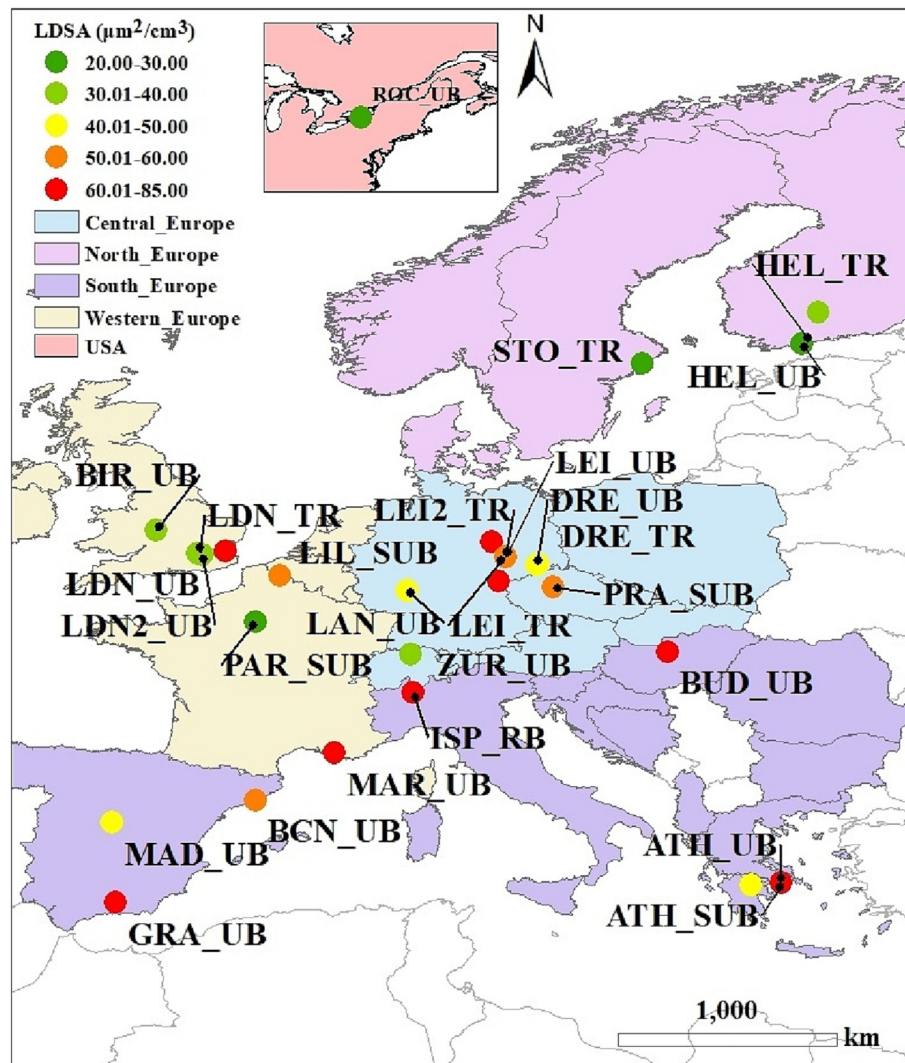 LDSA (µm²/cm³)
20.00-30.00
30.01-40.00
40.01-50.00
50.01-60.00
60.01-85.00
Central_Europe
North_Europe
South_Europe
Western_Europe
USA
ROC_UB
N
HEL_TR
STO_TR
HEL_UB
LEI_UB
BIR_UB
DRE_UB
LDN_TR
LEI2_TR
DRE_TR
LIL_SUB
LDN_UB
PRA_SUB
LDN2_UB
LAN_UB
LEI_TR
PAR_SUB
ZUR_UB
BUD_UB
ISP_RB
MAR_UB
BCN_UB
MAD_UB
ATH_UB
ATH_SUB
GRA_UB
1,000
km